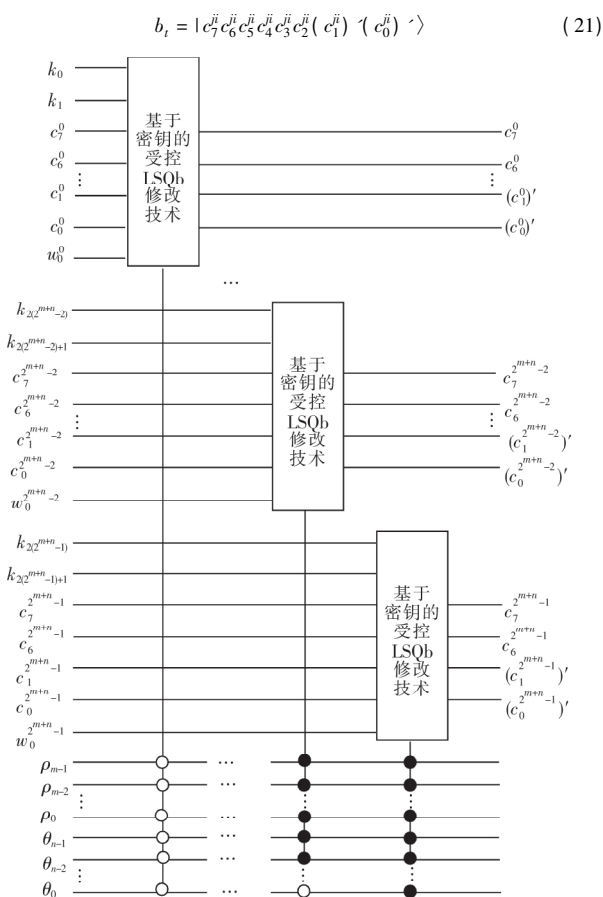 b_t = |c_7^{ji} c_6^{ji} c_5^{ji} c_4^{ji} c_3^{ji} c_2^{ji} (c_1^{ji})′(c_0^{ji})′⟩ (21)
k_0
k_1
c_7^0 c_7^0
c_6^0 c_6^0
⋮ ⋮
c_1^0 (c_1^0)′
c_0^0 (c_0^0)′
w_0^0
基于
密钥的
受控
LSQb
修改
技术
…
k_{2(2^{m+n}-2)}
k_{2(2^{m+n}-2)+1}
c_7^{2^{m+n}-2} c_7^{2^{m+n}-2}
c_6^{2^{m+n}-2} c_6^{2^{m+n}-2}
⋮ ⋮
c_1^{2^{m+n}-2} (c_1^{2^{m+n}-2})′
c_0^{2^{m+n}-2} (c_0^{2^{m+n}-2})′
w_0^{2^{m+n}-2}
基于
密钥的
受控
LSQb
修改
技术
k_{2(2^{m+n}-1)}
k_{2(2^{m+n}-1)+1}
c_7^{2^{m+n}-1} c_7^{2^{m+n}-1}
c_6^{2^{m+n}-1} c_6^{2^{m+n}-1}
c_1^{2^{m+n}-1} (c_1^{2^{m+n}-1})′
c_0^{2^{m+n}-1} (c_0^{2^{m+n}-1})′
w_0^{2^{m+n}-1}
基于
密钥的
受控
LSQb
修改
技术
ρ_{m-1} …
ρ_{m-2}
⋮ ⋮ ⋮ ⋮
ρ_0
θ_{n-1} …
θ_{n-2}
⋮ ⋮ ⋮ ⋮
θ_0 …